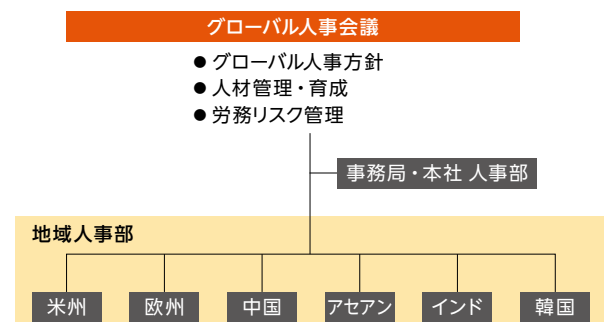 グローバル人事会議
● グローバル人事方針
● 人材管理・育成
● 労務リスク管理
事務局・本社 人事部
地域人事部
米州
欧州
中国
アセアン
インド
韓国